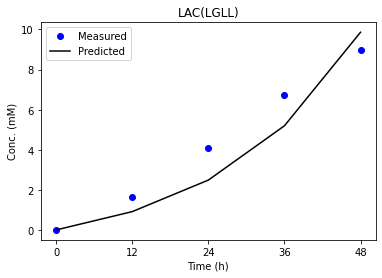 LAC(LGLL)
Measured
Predicted
Conc. (mM)
10
8
6
4
2
0
0 12 24 36 48
Time (h)